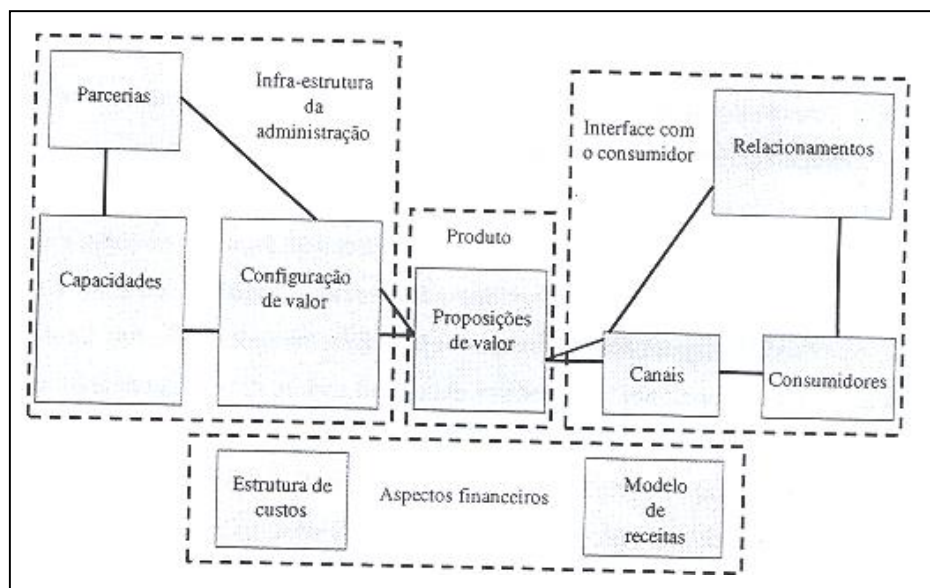 Parcerias
Infra-estrutura
da
administração
Capacidades
Configuração
de valor
Produto
Proposições
de valor
Interface com
o consumidor
Relacionamentos
Canais
Consumidores
Estrutura de
custos
Aspectos financeiros
Modelo
de
receitas